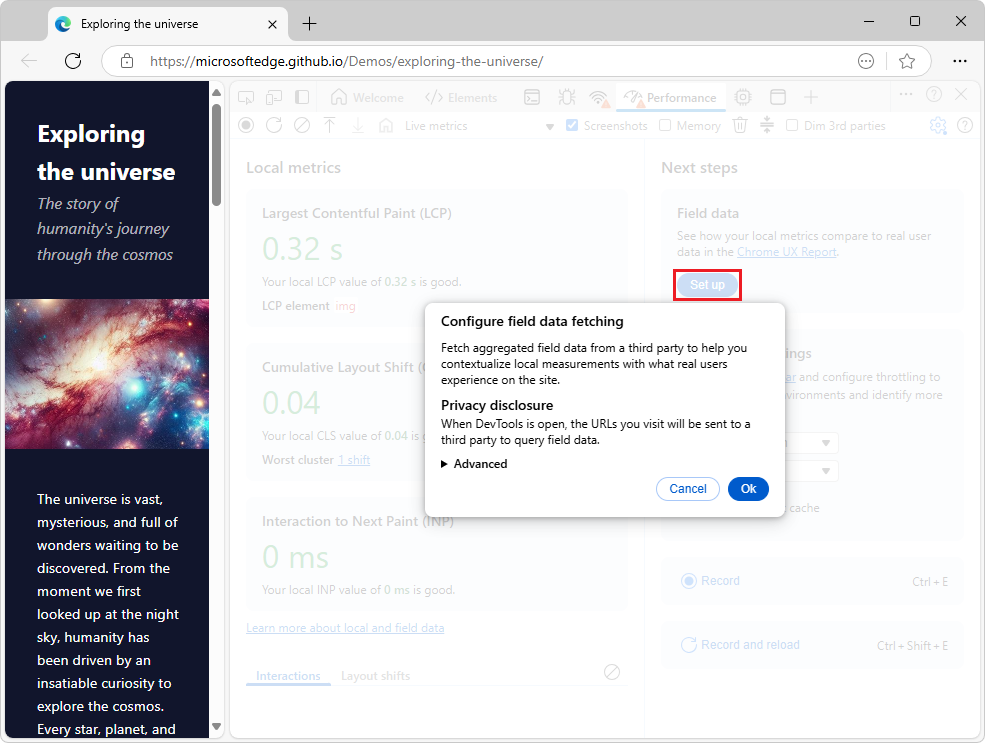 Exploring the universe
https://microsoftedge.github.io/Demos/exploring-the-universe/
Exploring
the universe
The story of
humanity's journey
through the cosmos
The universe is vast,
mysterious, and full of
wonders waiting to be
discovered. From the
moment we first
looked up at the night
sky, humanity has
been driven by an
insatiable curiosity to
explore the cosmos.
Every star, planet, and
Welcome
Elements
Performance
Live metrics
Screenshots
Memory
Dim 3rd parties
Local metrics
Largest Contentful Paint (LCP)
0.32 s
Your local LCP value of 0.32 s is good.
LCP element img
Cumulative Layout Shift (
0.04
Your local CLS value of 0.04 is
Worst cluster 1 shift
Interaction to Next Paint (INP)
0 ms
Your local INP value of 0 ms is good.
Learn more about local and field data
Interactions
Layout shifts
Next steps
Field data
See how your local metrics compare to real user
data in the Chrome UX Report.
Set up
and configure throttling to
and identify more
cache
Record
Ctrl + E
Record and reload
Ctrl + Shift + E
Configure field data fetching
Fetch aggregated field data from a third party to help you
contextualize local measurements with what real users
experience on the site.
Privacy disclosure
When DevTools is open, the URLs you visit will be sent to a
third party to query field data.
Advanced
Cancel
Ok